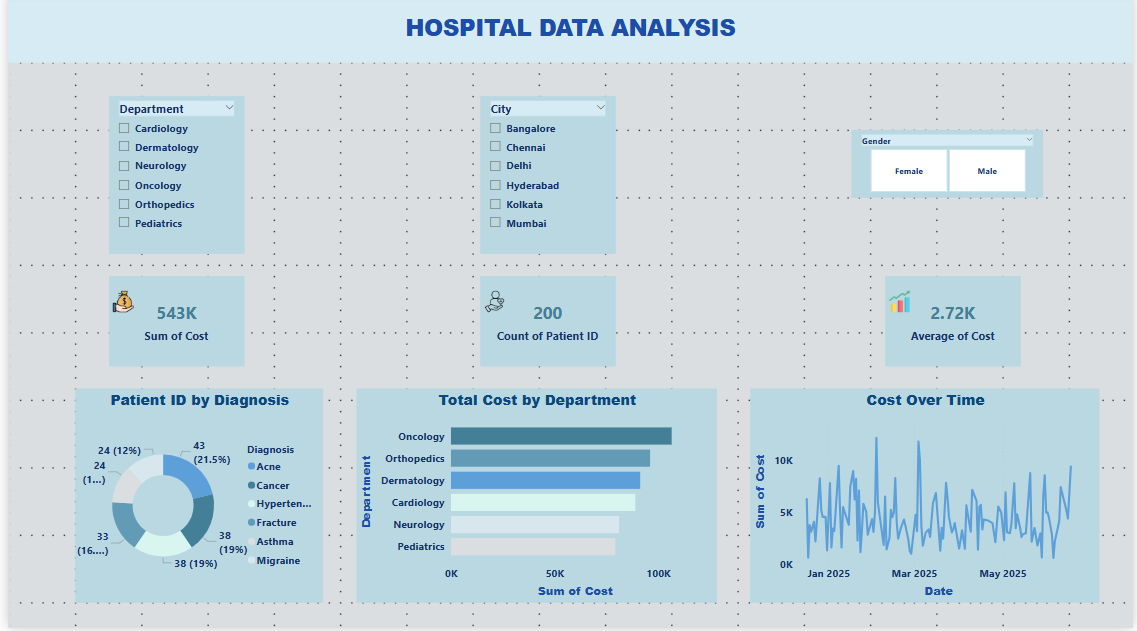 HOSPITAL DATA ANALYSIS
Department
Cardiology
Dermatology
Neurology
Oncology
Orthopedics
Pediatrics
City
Bangalore
Chennai
Delhi
Hyderabad
Kolkata
Mumbai
Gender
Female
Male
543K
Sum of Cost
200
Count of Patient ID
2.72K
Average of Cost
Patient ID by Diagnosis
43
(21.5%)
38
(19%)
38 (19%)
33
(16....)
24
(1...)
24 (12%)
Diagnosis
Acne
Cancer
Hyperten...
Fracture
Asthma
Migraine
Total Cost by Department
Department
Oncology
Orthopedics
Dermatology
Cardiology
Neurology
Pediatrics
0K
50K
100K
Sum of Cost
Cost Over Time
Sum of Cost
10K
5K
0K
Jan 2025
Mar 2025
May 2025
Date